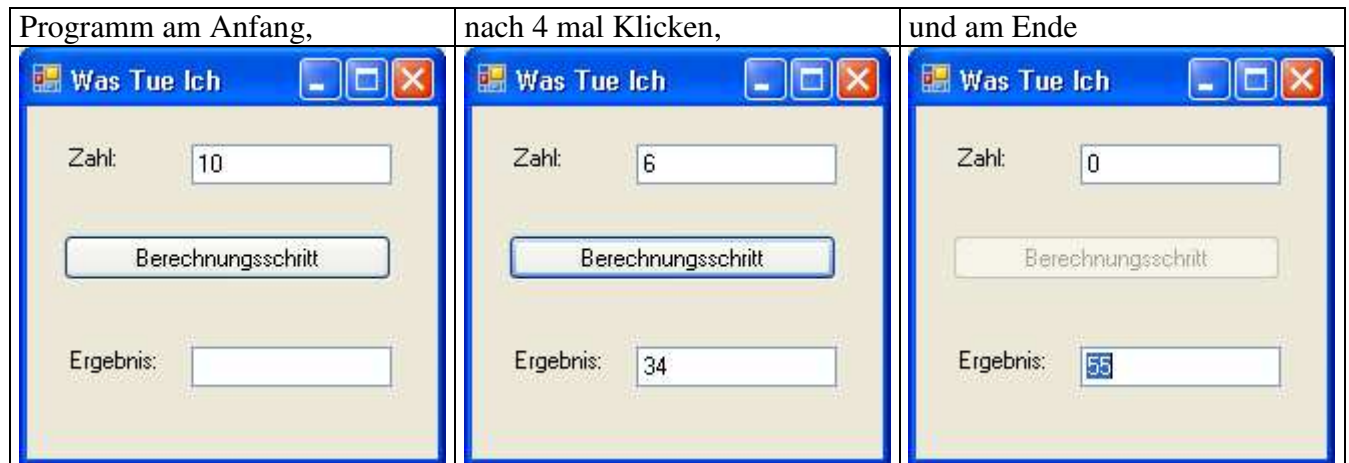 Programm am Anfang,
nach 4 mal Klicken,
und am Ende
Was Tue Ich
Zahl:
10
Berechnungsschritt
Ergebnis:
Was Tue Ich
Zahl:
6
Berechnungsschritt
Ergebnis:
34
Was Tue Ich
Zahl:
0
Berechnungsschritt
Ergebnis:
55